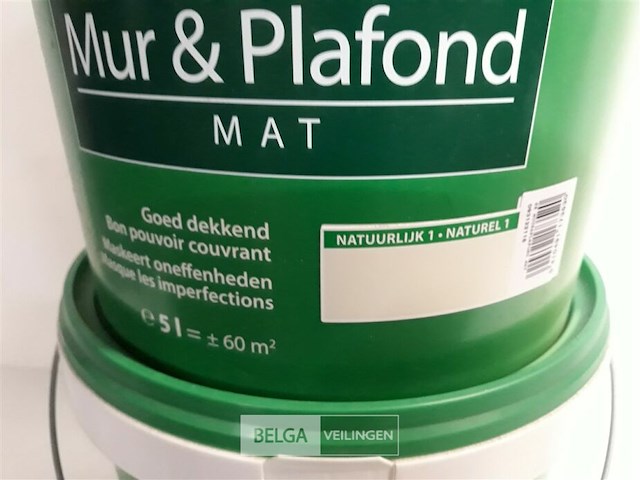 Mur & Plafond
MAT
Goed dekkend
Bon pouvoir couvrant
Maskeert oneffenheden
Masque les imperfections
℮ 5 l = ± 60 m²
NATUURLIJK 1 • NATUREL 1
BELGA VEILINGEN